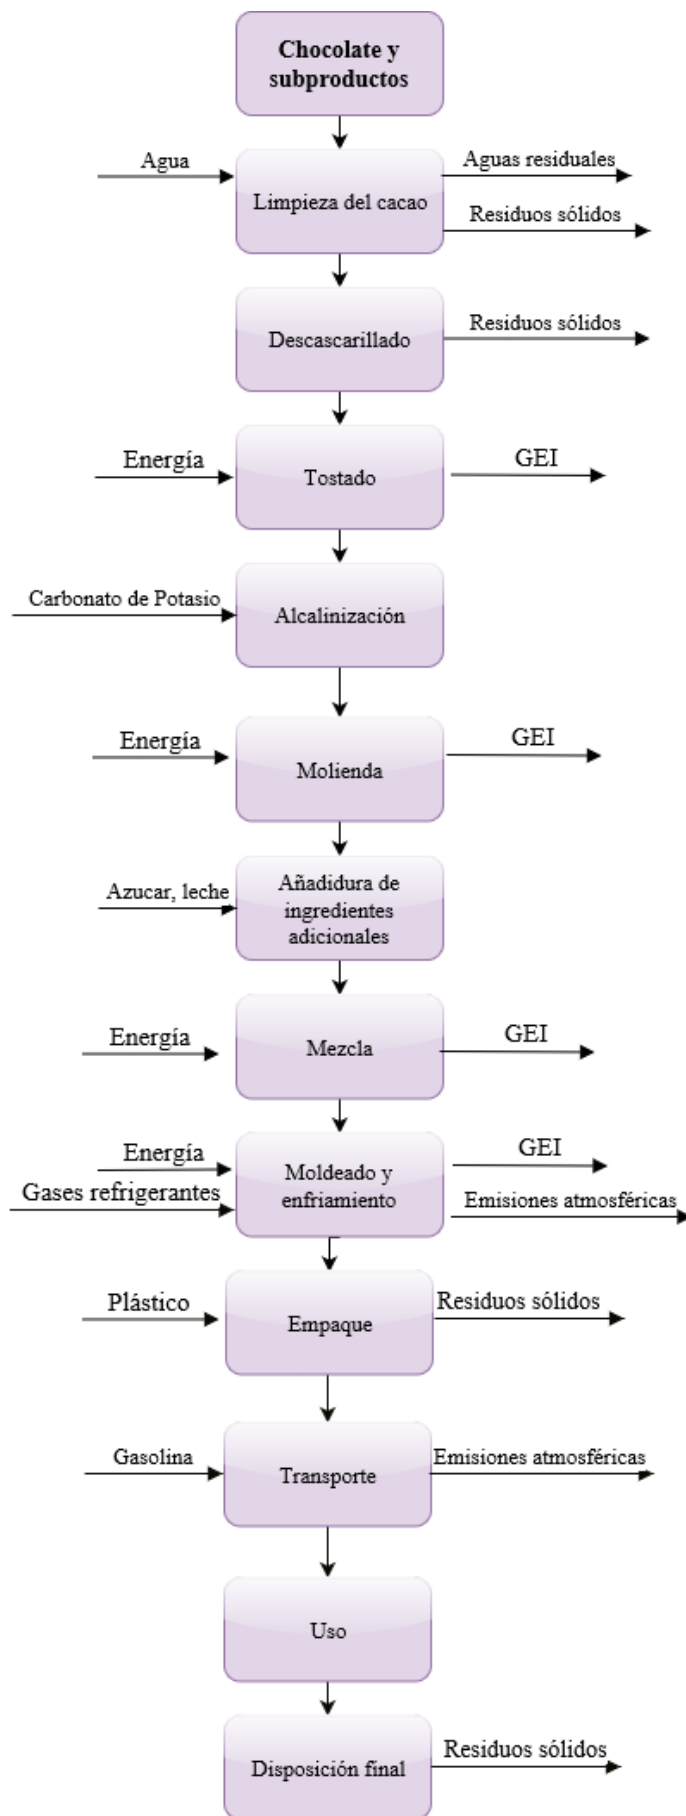 Chocolate y
subproductos
Agua
Aguas residuales
Limpieza del cacao
Residuos sólidos
Descascarillado
Residuos sólidos
Energía
GEI
Tostado
Carbonato de Potasio
Alcalinización
Energía
GEI
Molienda
Azucar, leche
Añadidura de
ingredientes
adicionales
Energía
GEI
Mezcla
Energía
GEI
Gases refrigerantes
Moldeado y
enfriamiento
Emisiones atmosféricas
Plástico
Residuos sólidos
Empaque
Gasolina
Emisiones atmosféricas
Transporte
Uso
Disposición final
Residuos sólidos